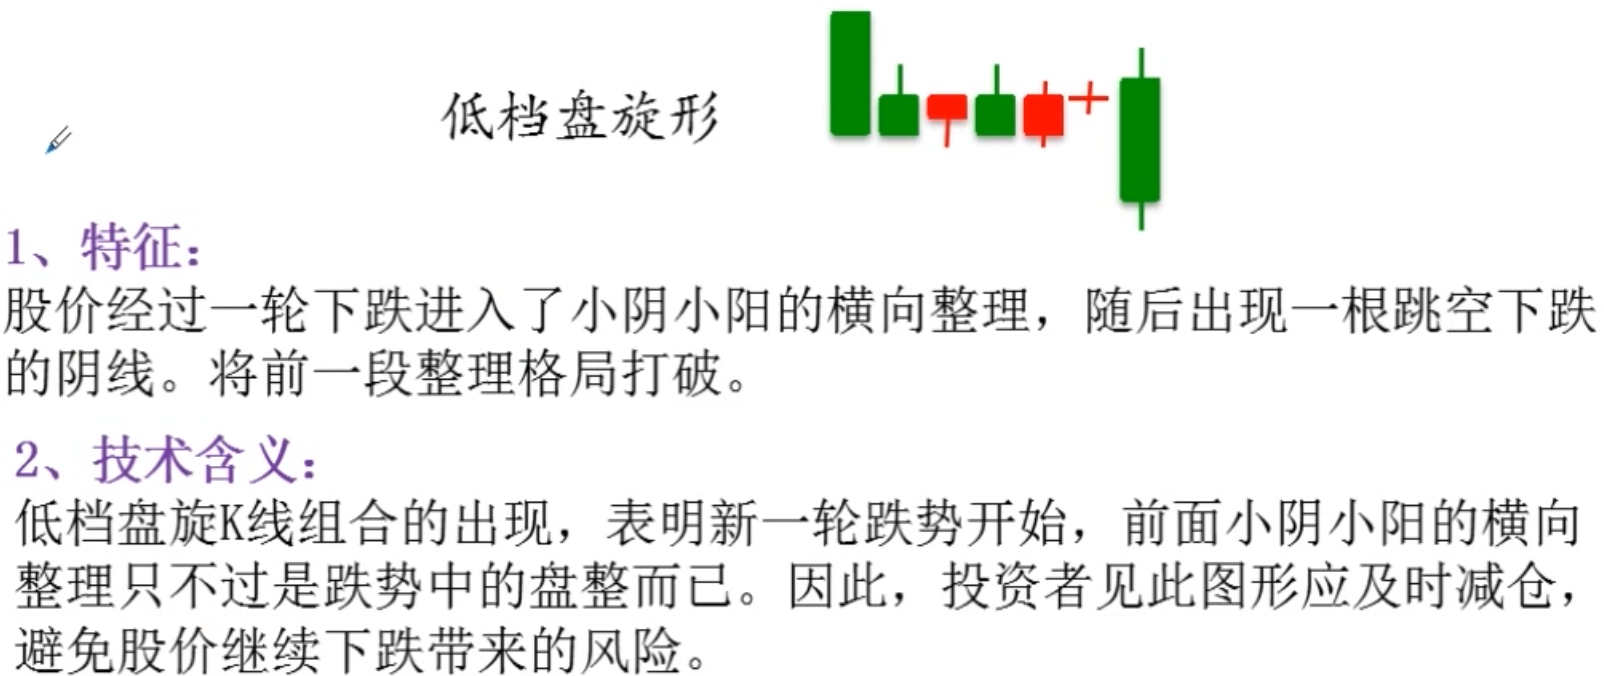 低档盘旋形
1、特征:
股价经过一轮下跌进入了小阴小阳的横向整理，随后出现一根跳空下跌
的阴线。将前一段整理格局打破。
2、技术含义:
低档盘旋K线组合的出现，表明新一轮跌势开始，前面小阴小阳的横向
整理只不过是跌势中的盘整而已。因此，投资者见此图形应及时减仓，
避免股价继续下跌带来的风险。